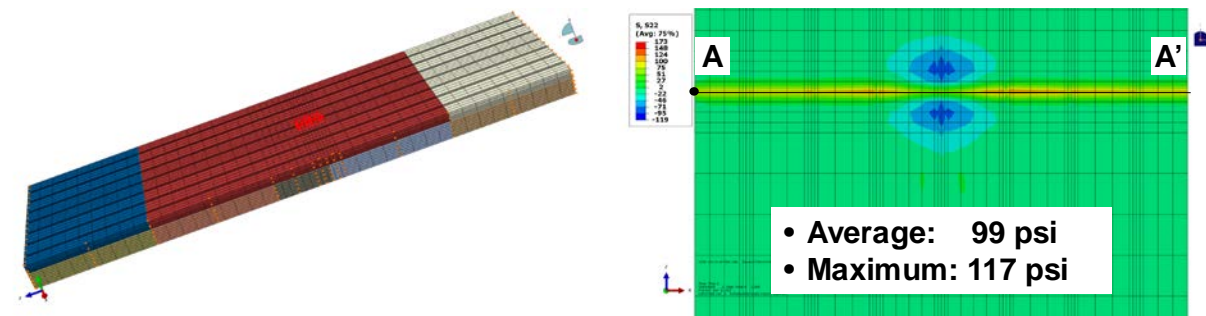 S, S22
(Avg: 75%)
173
148
124
100
75
51
27
2
-22
-46
-71
-95
-119
A
A’
• Average: 99 psi
• Maximum: 117 psi